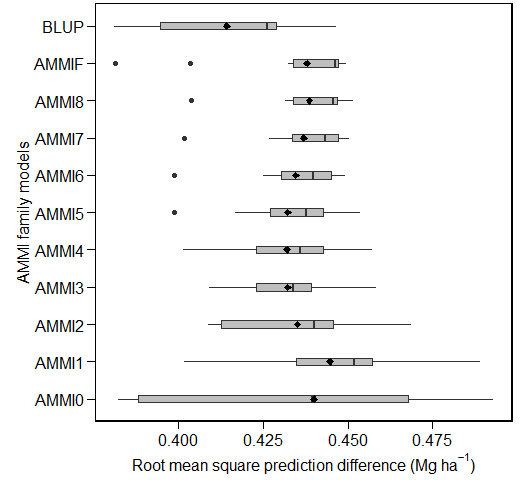 BLUP
AMMIF
AMMI8
AMMI7
AMMI6
AMMI5
AMMI4
AMMI3
AMMI2
AMMI1
AMMI0
AMMI family models
0.400 0.425 0.450 0.475
Root mean square prediction difference (Mg ha⁻¹)